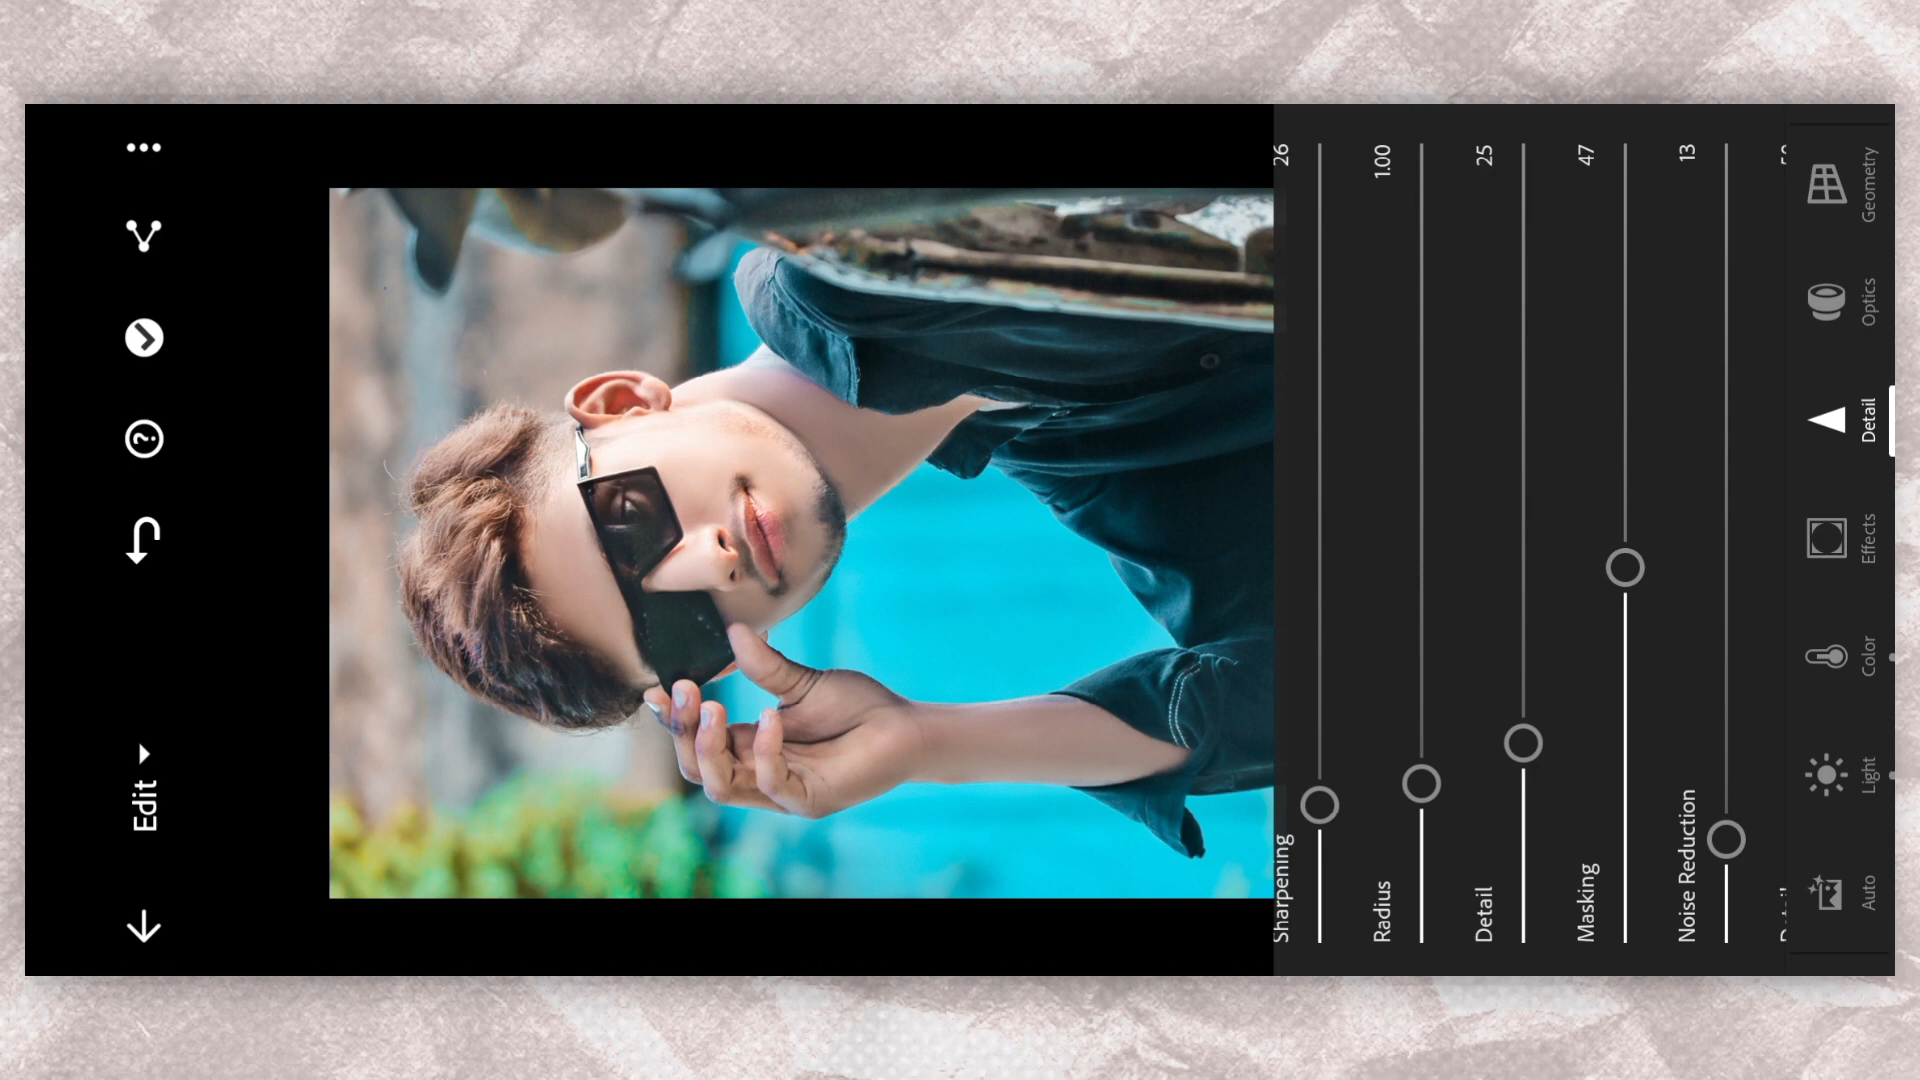 Edit
Sharpening 26
Radius 1.00
Detail 25
Masking 47
Noise Reduction 13
Auto
Light
Color
Effects
Detail
Optics
Geometry